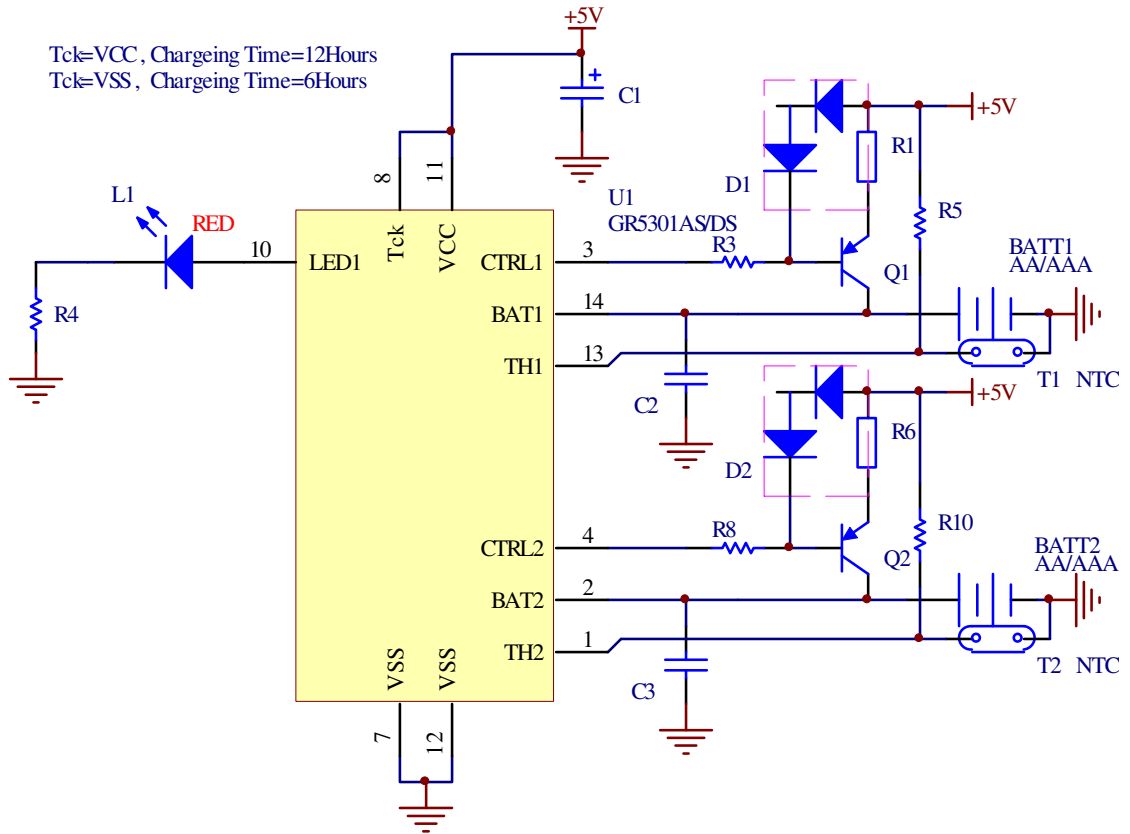 +5V
Tck=VCC , Chargeing Time=12Hours
Tck=VSS , Chargeing Time=6Hours
C1
+5V
R1
8
11
D1
L1
RED
U1
GR5301AS/DS
R5
Tck
VCC
10
LED1
CTRL1
3
R3
Q1
BATT1
AA/AAA
R4
BAT1
14
TH1
13
T1 NTC
C2
+5V
R6
D2
CTRL2
4
R8
Q2
R10
BATT2
AA/AAA
BAT2
2
TH2
1
T2 NTC
C3
VSS
VSS
7
12